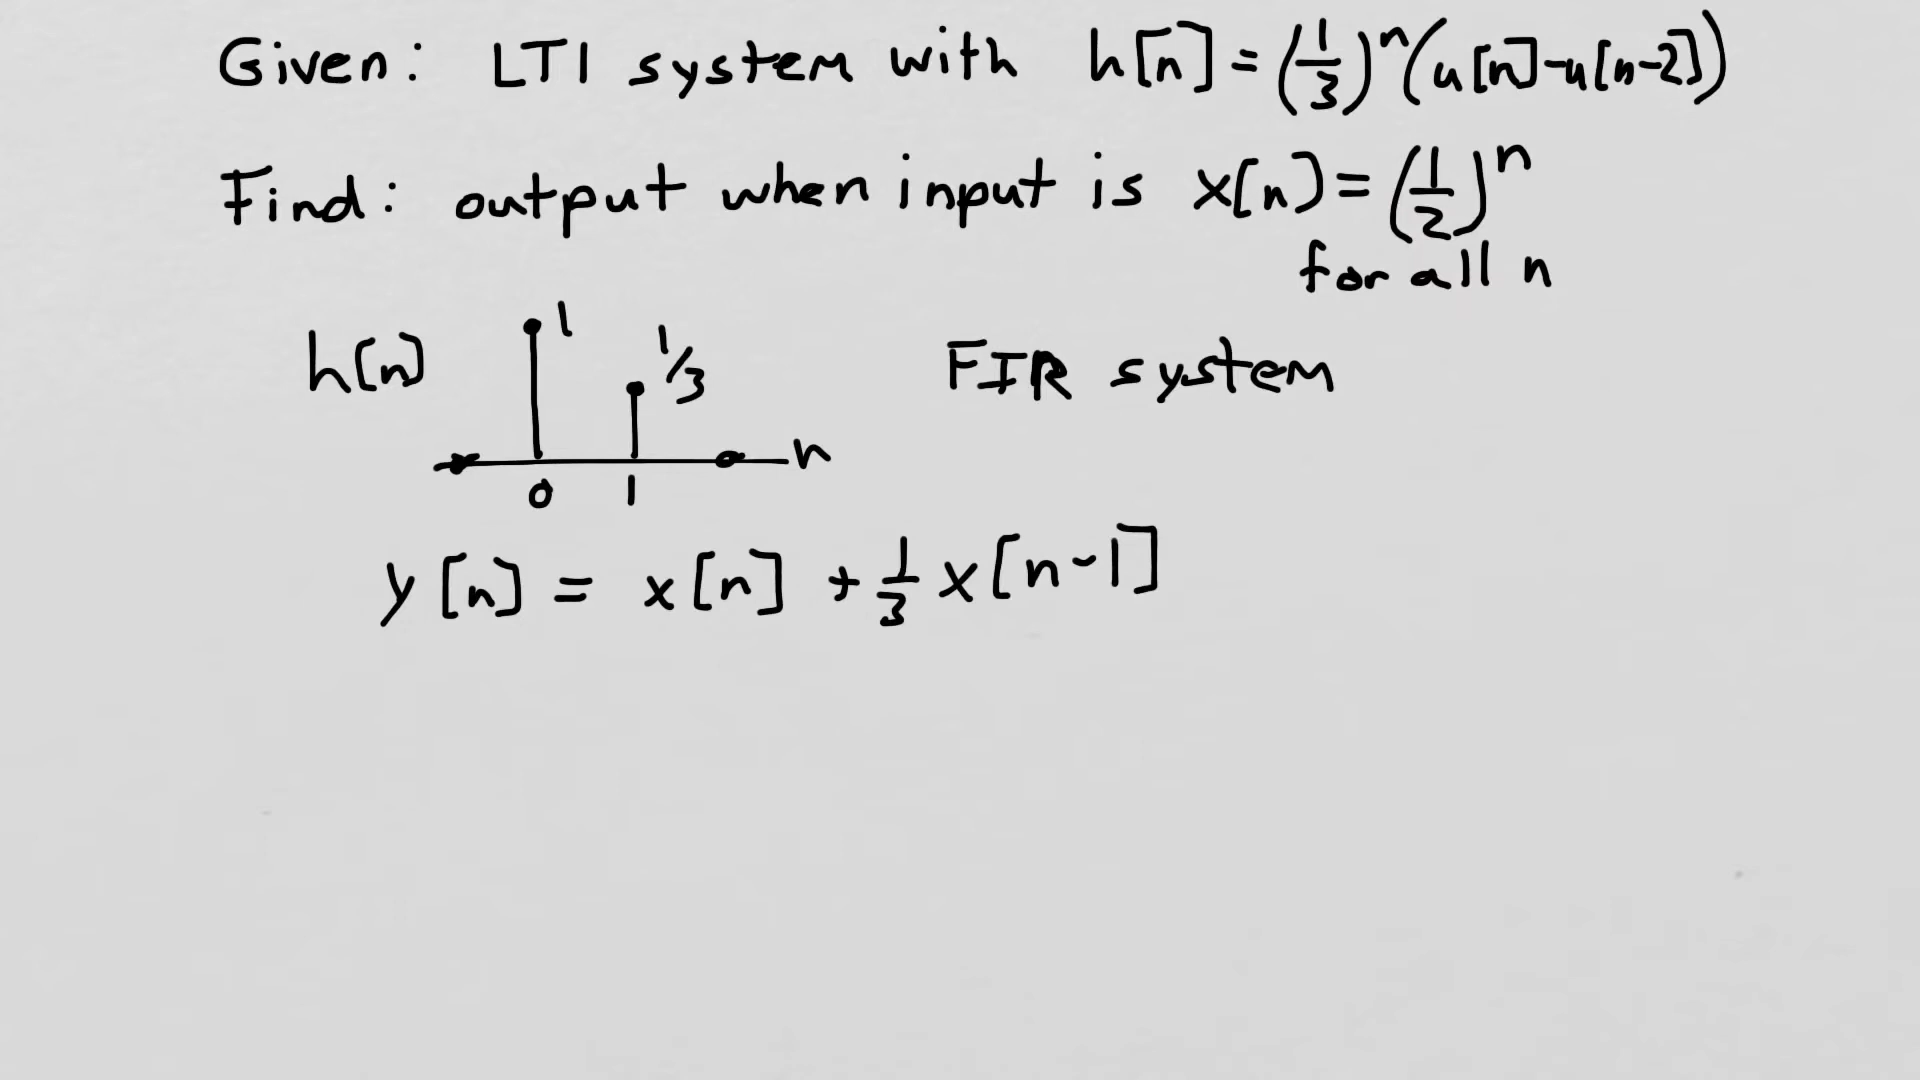 Given: LTI system with h[n] = (1/3)^n (u[n]-u[n-2])
Find: output when input is x[n] = (1/2)^n
for all n
h[n] 1 1/3 FIR system
n
0 1
y[n] = x[n] + 1/3 x[n-1]